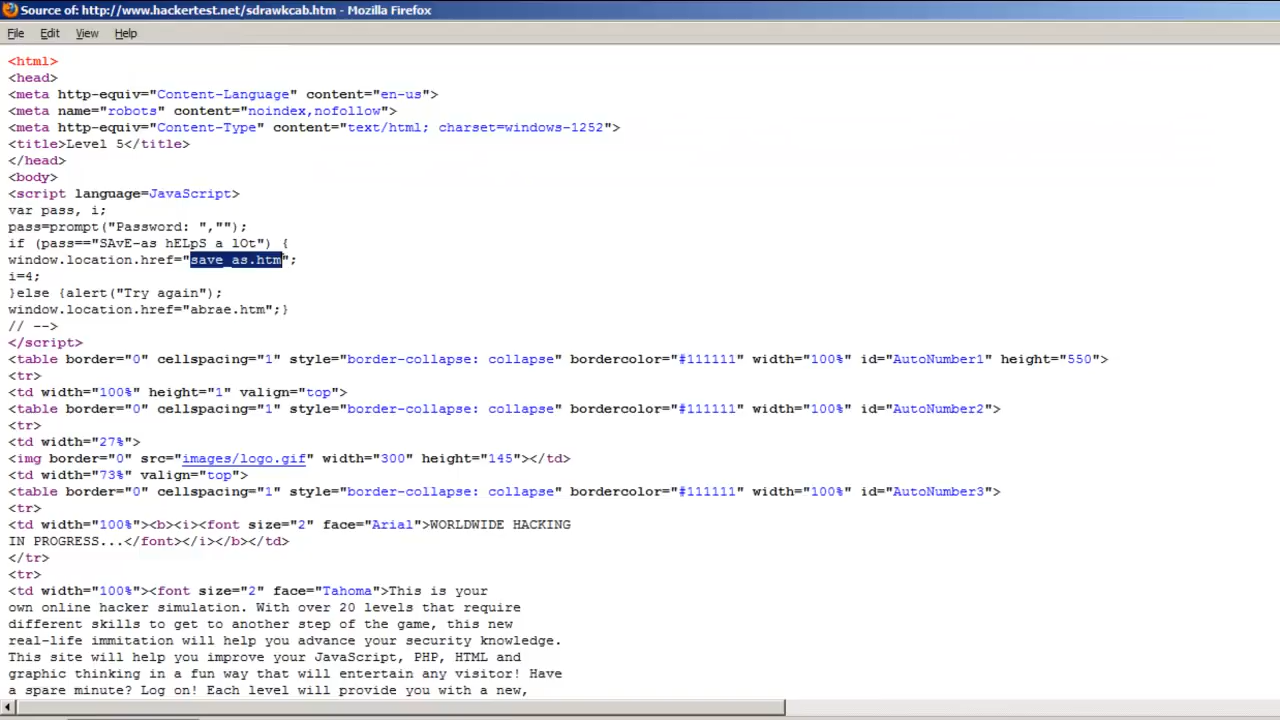 Source of: http://www.hackertest.net/sdrawkcab.htm - Mozilla Firefox
File Edit View Help
<html>
<head>
<meta http-equiv="Content-Language" content="en-us">
<meta name="robots" content="noindex,nofollow">
<meta http-equiv="Content-Type" content="text/html; charset=windows-1252">
<title>Level 5</title>
</head>
<body>
<script language=JavaScript>
var pass, i;
pass=prompt("Password: ","");
if (pass=="SAvE-as hELpS a lOt") {
window.location.href="save_as.htm";
i=4;
}else {alert("Try again");
window.location.href="abrae.htm";}
// -->
</script>
<table border="0" cellspacing="1" style="border-collapse: collapse" bordercolor="#111111" width="100%" id="AutoNumber1" height="550">
<tr>
<td width="100%" height="1" valign="top">
<table border="0" cellspacing="1" style="border-collapse: collapse" bordercolor="#111111" width="100%" id="AutoNumber2">
<tr>
<td width="27%">
<img border="0" src="images/logo.gif" width="300" height="145"></td>
<td width="73%" valign="top">
<table border="0" cellspacing="1" style="border-collapse: collapse" bordercolor="#111111" width="100%" id="AutoNumber3">
<tr>
<td width="100%"><b><i><font size="2" face="Arial">WORLDWIDE HACKING
IN PROGRESS...</font></i></b></td>
</tr>
<tr>
<td width="100%"><font size="2" face="Tahoma">This is your
own online hacker simulation. With over 20 levels that require
different skills to get to another step of the game, this new
real-life immitation will help you advance your security knowledge.
This site will help you improve your JavaScript, PHP, HTML and
graphic thinking in a fun way that will entertain any visitor! Have
a spare minute? Log on! Each level will provide you with a new,